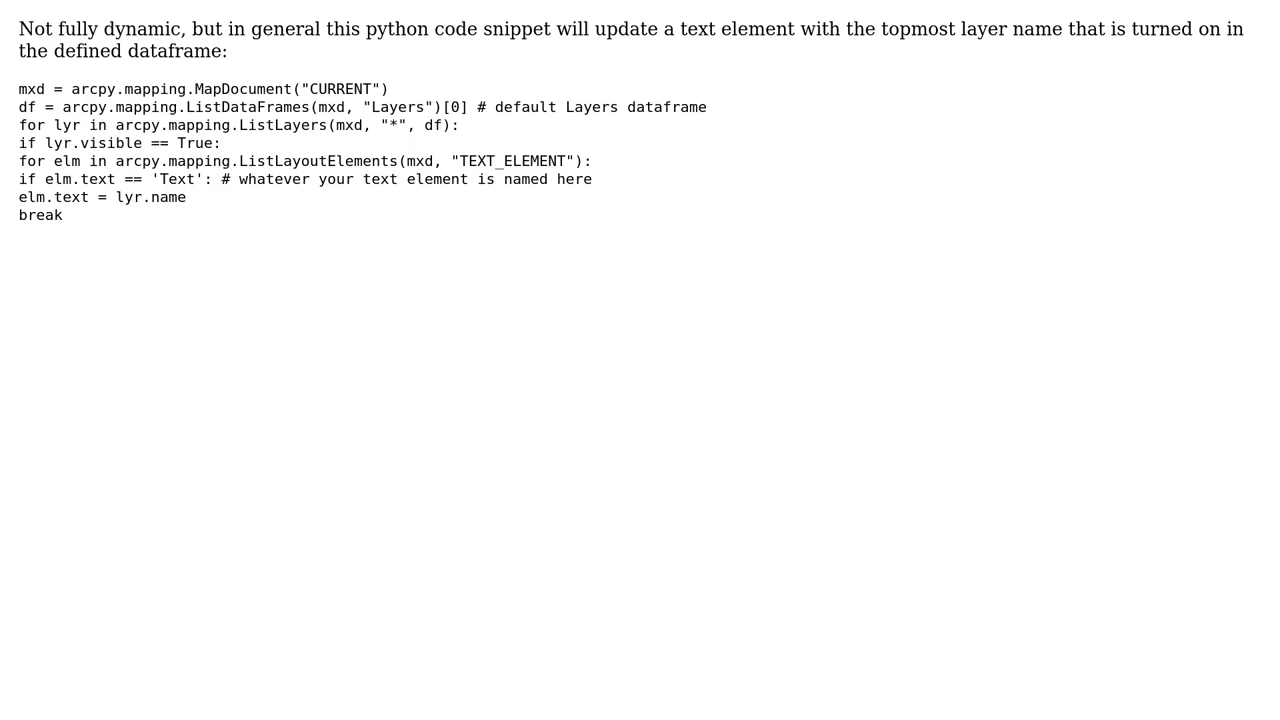 Not fully dynamic, but in general this python code snippet will update a text element with the topmost layer name that is turned on in
the defined dataframe:
mxd = arcpy.mapping.MapDocument("CURRENT")
df = arcpy.mapping.ListDataFrames(mxd, "Layers")[0] # default Layers dataframe
for lyr in arcpy.mapping.ListLayers(mxd, "*", df):
if lyr.visible == True:
for elm in arcpy.mapping.ListLayoutElements(mxd, "TEXT_ELEMENT"):
if elm.text == 'Text': # whatever your text element is named here
elm.text = lyr.name
break